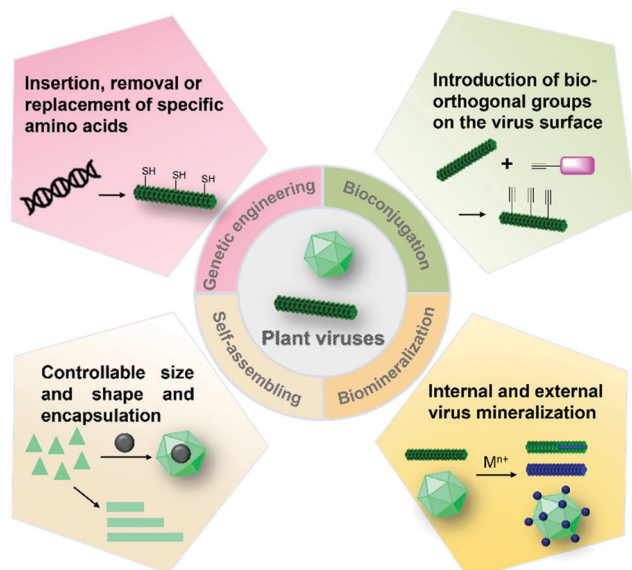 Insertion, removal or
replacement of specific
amino acids
SH
SH
SH
Introduction of bio-
orthogonal groups
on the virus surface
+
Genetic engineering
Bioconjugation
Plant viruses
Self-assembling
Biomineralization
Controllable size
and shape and
encapsulation
Internal and external
virus mineralization
Mⁿ⁺